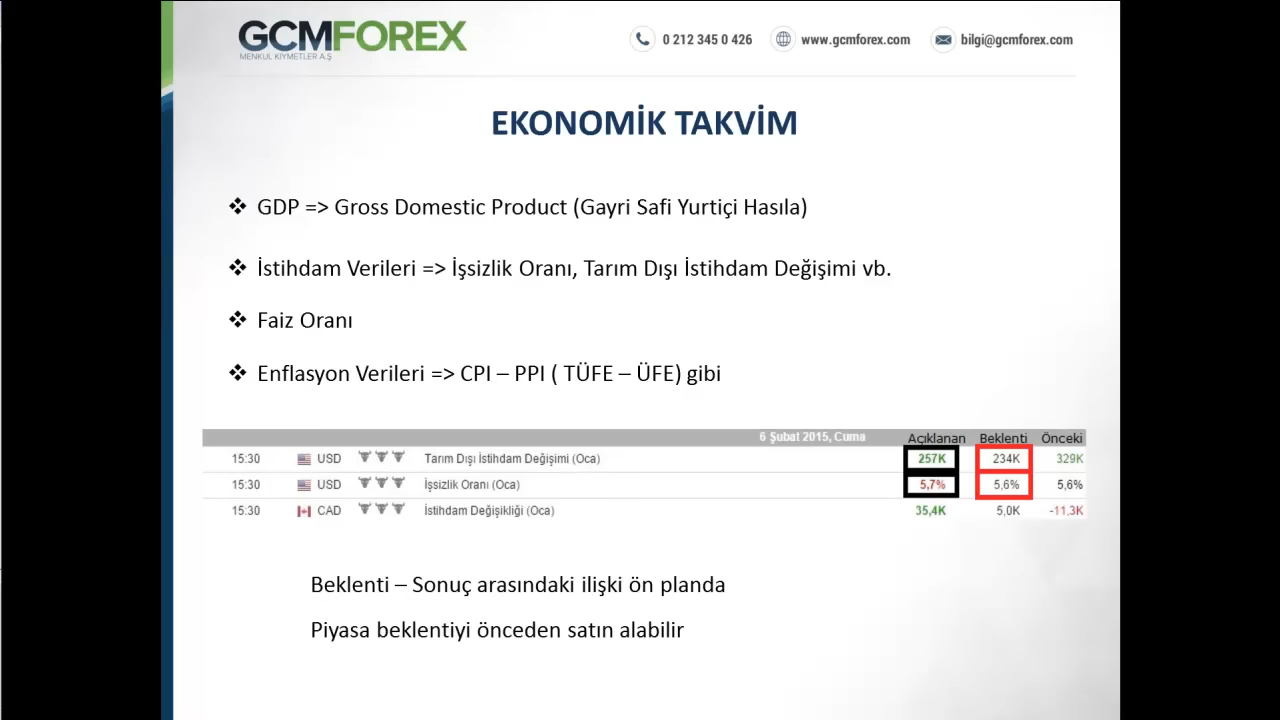 GCMFOREX
MENKUL KIYMETLER A.Ş
0 212 345 0 426
www.gcmforex.com
bilgi@gcmforex.com
EKONOMİK TAKVİM
❖ GDP => Gross Domestic Product (Gayri Safi Yurtiçi Hasıla)
❖ İstihdam Verileri => İşsizlik Oranı, Tarım Dışı İstihdam Değişimi vb.
❖ Faiz Oranı
❖ Enflasyon Verileri => CPI – PPI ( TÜFE – ÜFE) gibi
6 Şubat 2015, Cuma Açıklanan Beklenti Önceki
15:30 USD Tarım Dışı İstihdam Değişimi (Oca) 257K 234K 329K
15:30 USD İşsizlik Oranı (Oca) 5,7% 5,6% 5,6%
15:30 CAD İstihdam Değişikliği (Oca) 35,4K 5,0K -11,3K
Beklenti – Sonuç arasındaki ilişki ön planda
Piyasa beklentiyi önceden satın alabilir